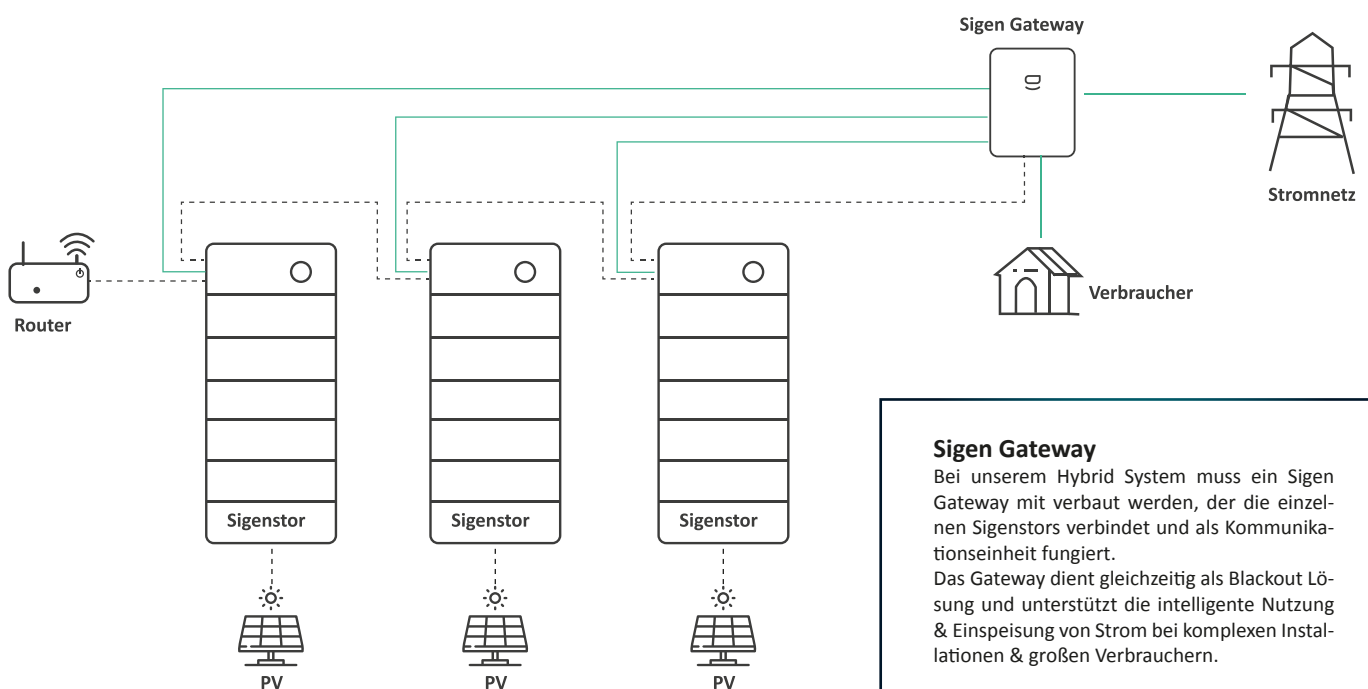 Sigen Gateway
Stromnetz
Verbraucher
Router
Sigenstor
Sigenstor
Sigenstor
PV
PV
PV
Sigen Gateway
Bei unserem Hybrid System muss ein Sigen
Gateway mit verbaut werden, der die einzel-
nen Sigenstors verbindet und als Kommunika-
tionseinheit fungiert.
Das Gateway dient gleichzeitig als Blackout Lö-
sung und unterstützt die intelligente Nutzung
& Einspeisung von Strom bei komplexen Instal-
lationen & großen Verbrauchern.